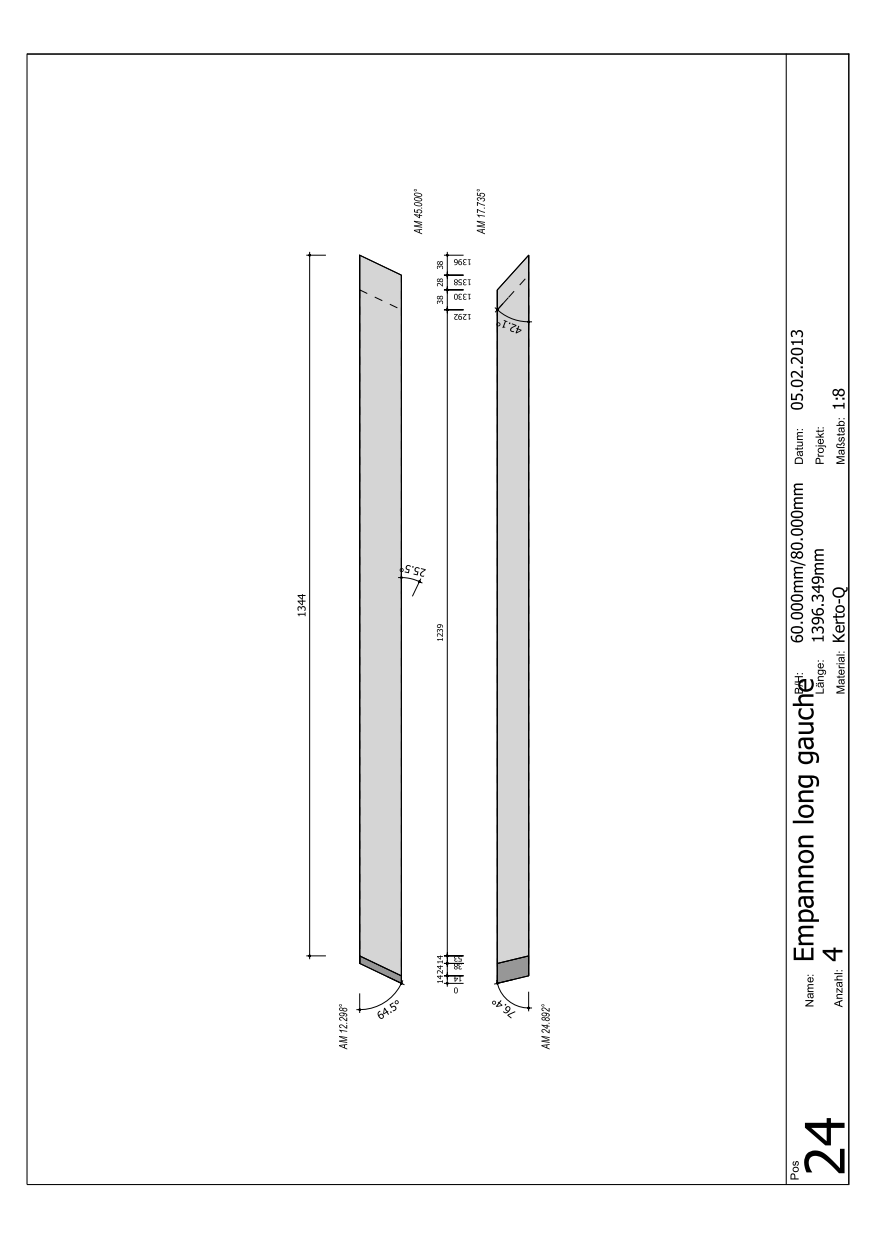 AM 45.000°
AM 17.735°
38
1396
28
1358
38
1330
1292
42.1°
1344
25.5°
1239
14
24
38
14
14
0
64.5°
76.4°
AM 12.298°
AM 24.892°
Pos
24
Name: Empannon long gauche
Anzahl: 4
B/H: 60.000mm/80.000mm
Länge: 1396.349mm
Material: Kerto-Q
Datum: 05.02.2013
Projekt:
Maßstab: 1:8